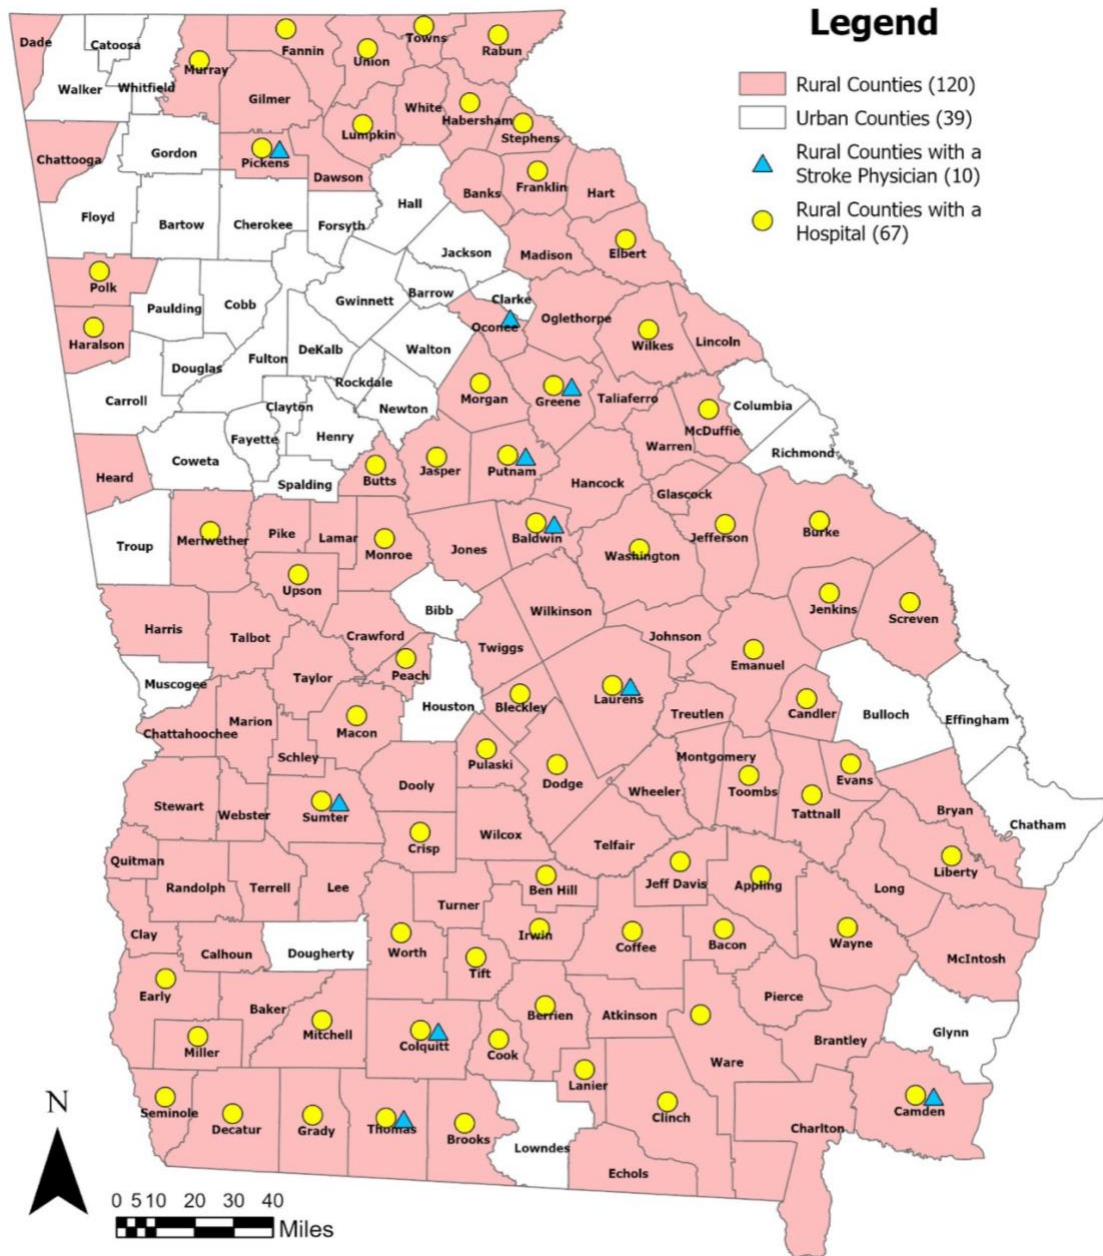 Legend
Rural Counties (120)
Urban Counties (39)
Rural Counties with a
Stroke Physician (10)
Rural Counties with a
Hospital (67)
Dade
Catoosa
Walker
Whitfield
Murray
Fannin
Union
Towns
Rabun
Gilmer
White
Habersham
Lumpkin
Stephens
Chattooga
Gordon
Pickens
Dawson
Banks
Franklin
Hart
Floyd
Bartow
Cherokee
Forsyth
Hall
Jackson
Madison
Elbert
Polk
Paulding
Cobb
Gwinnett
Barrow
Clarke
Oconee
Oglethorpe
Wilkes
Lincoln
Haralson
Douglas
Fulton
DeKalb
Walton
Rockdale
Newton
Morgan
Greene
Taliaferro
McDuffie
Columbia
Carroll
Clayton
Fayette
Henry
Coweta
Spalding
Butts
Jasper
Putnam
Hancock
Warren
Glascock
Richmond
Heard
Troup
Meriwether
Pike
Lamar
Monroe
Jones
Baldwin
Washington
Jefferson
Burke
Upson
Bibb
Wilkinson
Jenkins
Screven
Harris
Talbot
Crawford
Peach
Twiggs
Johnson
Emanuel
Muscogee
Taylor
Houston
Bleckley
Laurens
Treutlen
Candler
Bulloch
Effingham
Chattahoochee
Marion
Macon
Schley
Pulaski
Dodge
Montgomery
Wheeler
Toombs
Tattnall
Evans
Bryan
Chatham
Stewart
Webster
Sumter
Dooly
Crisp
Wilcox
Telfair
Jeff Davis
Appling
Long
Liberty
Quitman
Randolph
Terrell
Lee
Turner
Ben Hill
Irwin
Coffee
Bacon
Wayne
McIntosh
Clay
Calhoun
Dougherty
Worth
Tift
Early
Baker
Mitchell
Miller
Colquitt
Cook
Berrien
Atkinson
Pierce
Ware
Brantley
Glynn
Lanier
Clinch
Camden
Seminole
Decatur
Grady
Thomas
Brooks
Lowndes
Echols
Charlton
N
0 5 10 20 30 40
Miles